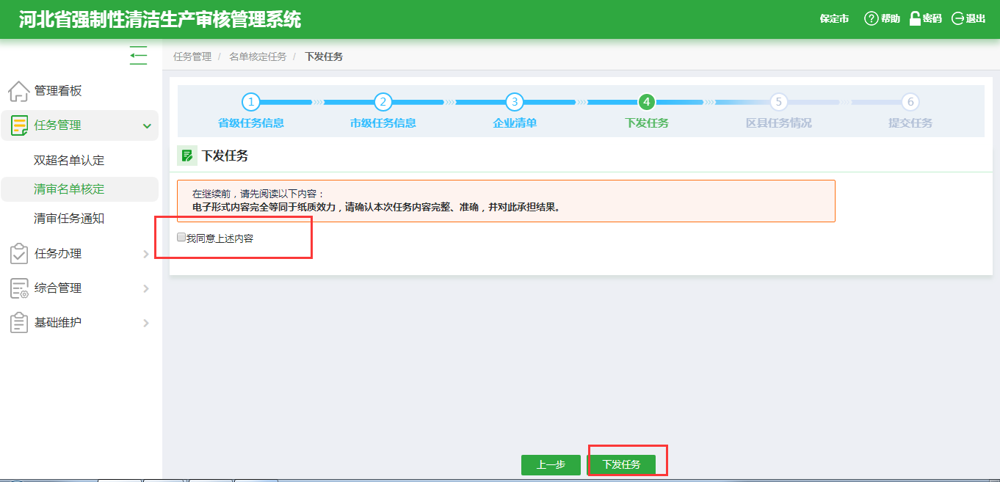 河北省强制性清洁生产审核管理系统
保定市 帮助 密码 退出
任务管理 / 名单核定任务 / 下发任务
管理看板
任务管理
双超名单认定
清审名单核定
清审任务通知
任务办理
综合管理
基础维护
1 2 3 4 5 6
省级任务信息 市级任务信息 企业清单 下发任务 区县任务情况 提交任务
下发任务
在继续前，请先阅读以下内容：
电子形式内容完全等同于纸质效力，请确认本次任务内容完整、准确，并对此承担结果。
我同意上述内容
上一步 下发任务